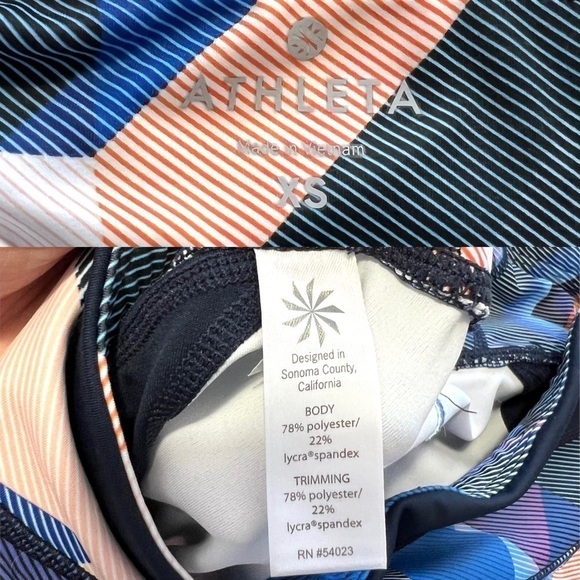 ATHLETA
Made in Vietnam
XS
Designed in
Sonoma County,
California
BODY
78% polyester/
22%
lycra®spandex
TRIMMING
78% polyester/
22%
lycra®spandex
RN #54023